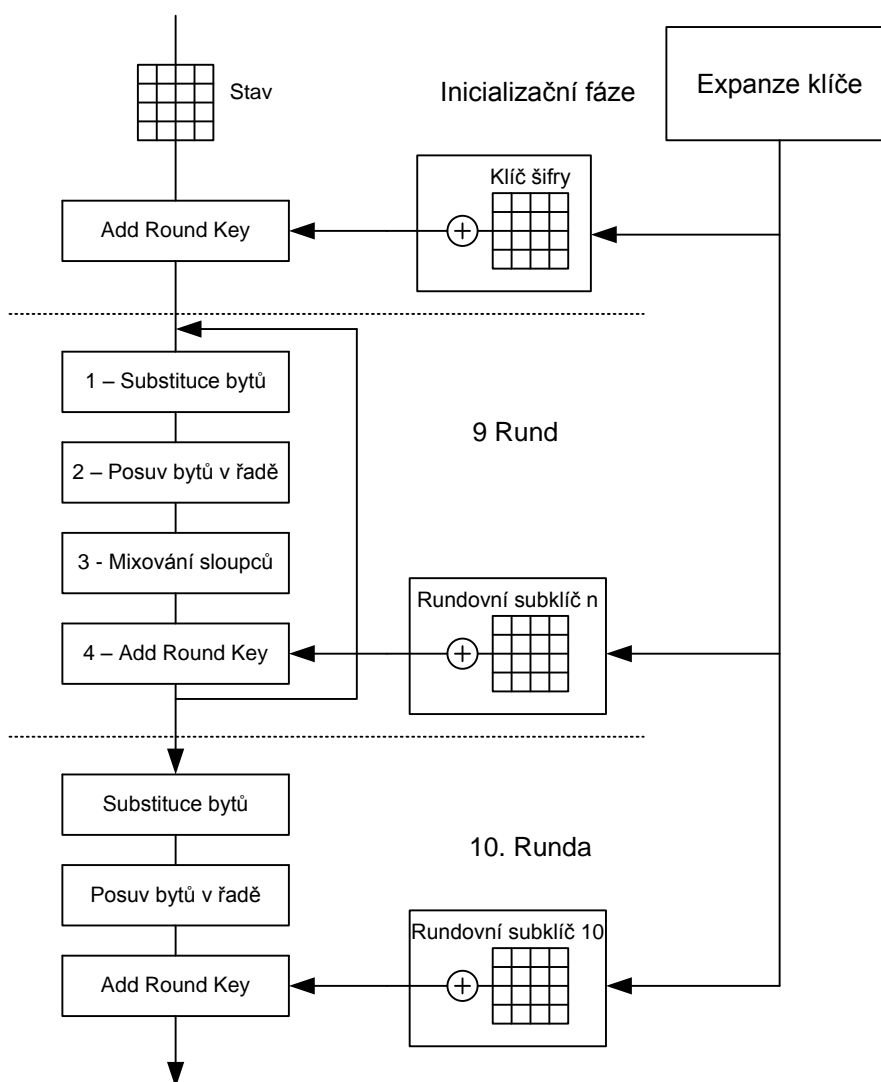 Stav
Inicializační fáze
Expanze klíče
Klíč šifry
Add Round Key
1 – Substituce bytů
9 Rund
2 – Posuv bytů v řadě
3 - Mixování sloupců
Rundovní subklíč n
4 – Add Round Key
Substituce bytů
10. Runda
Posuv bytů v řadě
Rundovní subklíč 10
Add Round Key